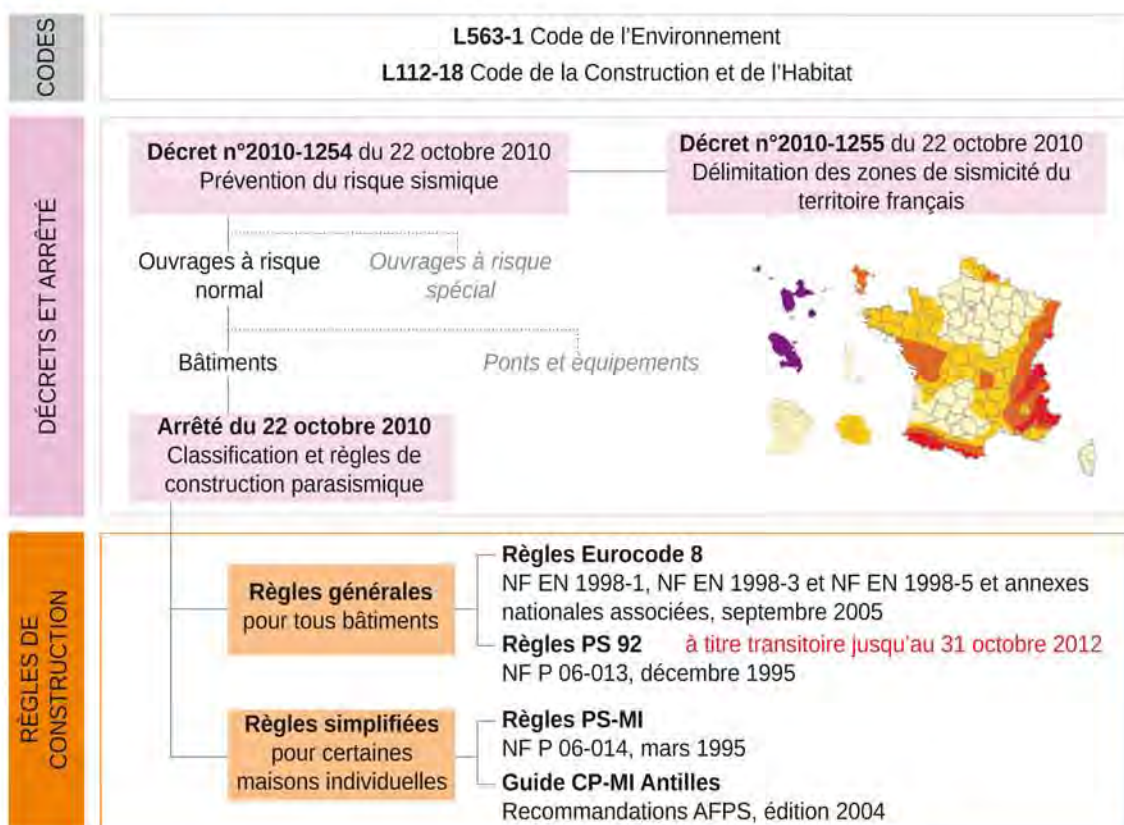 CODES
L563-1 Code de l'Environnement
L112-18 Code de la Construction et de l'Habitat
DÉCRETS ET ARRÊTÉ
Décret n°2010-1254 du 22 octobre 2010
Prévention du risque sismique
Décret n°2010-1255 du 22 octobre 2010
Délimitation des zones de sismicité du
territoire français
Ouvrages à risque
normal
Ouvrages à risque
spécial
Bâtiments
Ponts et équipements
Arrêté du 22 octobre 2010
Classification et règles de
construction parasismique
RÈGLES DE
CONSTRUCTION
Règles générales
pour tous bâtiments
Règles Eurocode 8
NF EN 1998-1, NF EN 1998-3 et NF EN 1998-5 et annexes
nationales associées, septembre 2005
Règles PS 92 à titre transitoire jusqu'au 31 octobre 2012
NF P 06-013, décembre 1995
Règles simplifiées
pour certaines
maisons individuelles
Règles PS-MI
NF P 06-014, mars 1995
Guide CP-MI Antilles
Recommandations AFPS, édition 2004